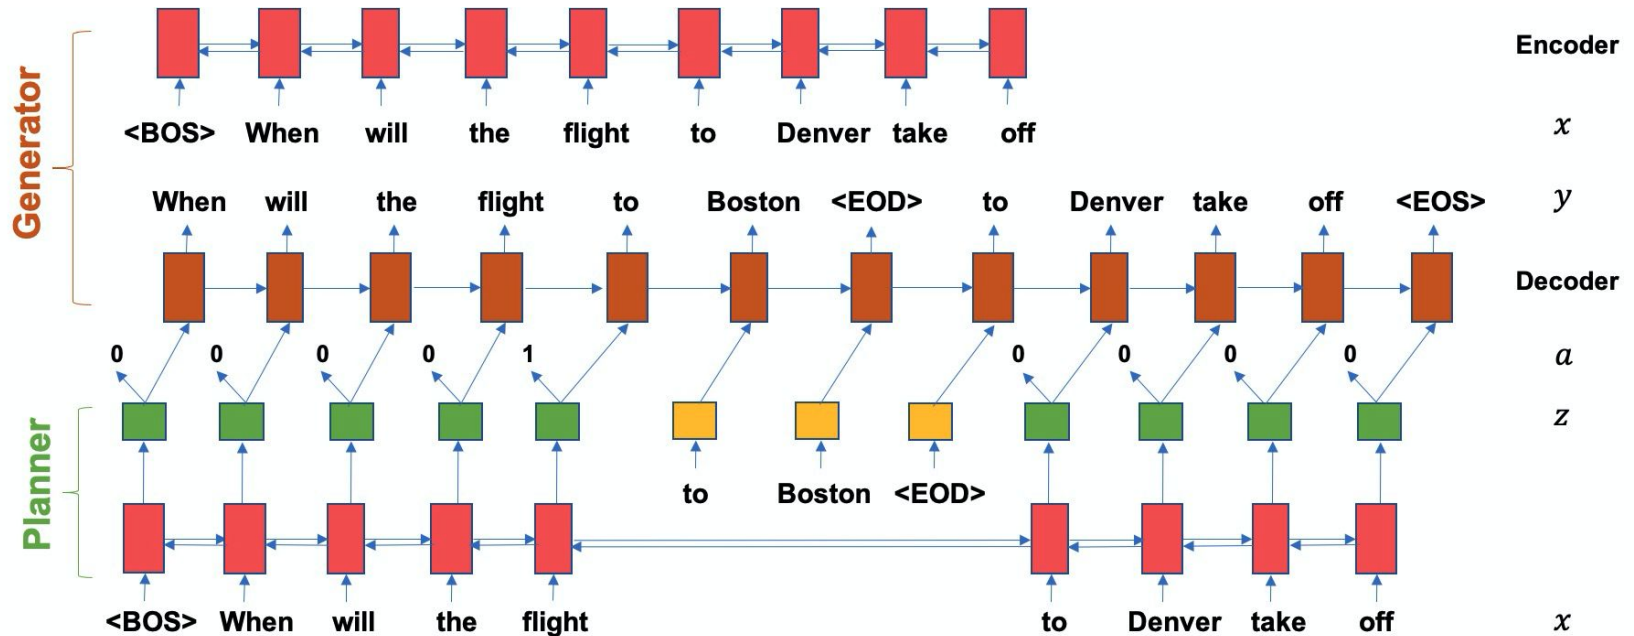 Encoder
<BOS> When will the flight to Denver take off x
Generator
When will the flight to Boston <EOD> to Denver take off <EOS> y
Decoder
0 0 0 0 1 0 0 0 0 a
z
Planner
to Boston <EOD>
<BOS> When will the flight to Denver take off x